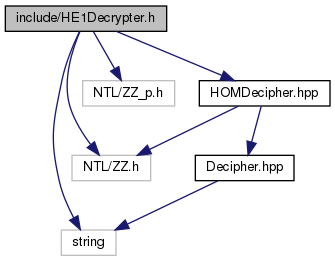 include/HE1Decrypter.h
NTL/ZZ_p.h
HOMDecipher.hpp
NTL/ZZ.h
Decipher.hpp
string